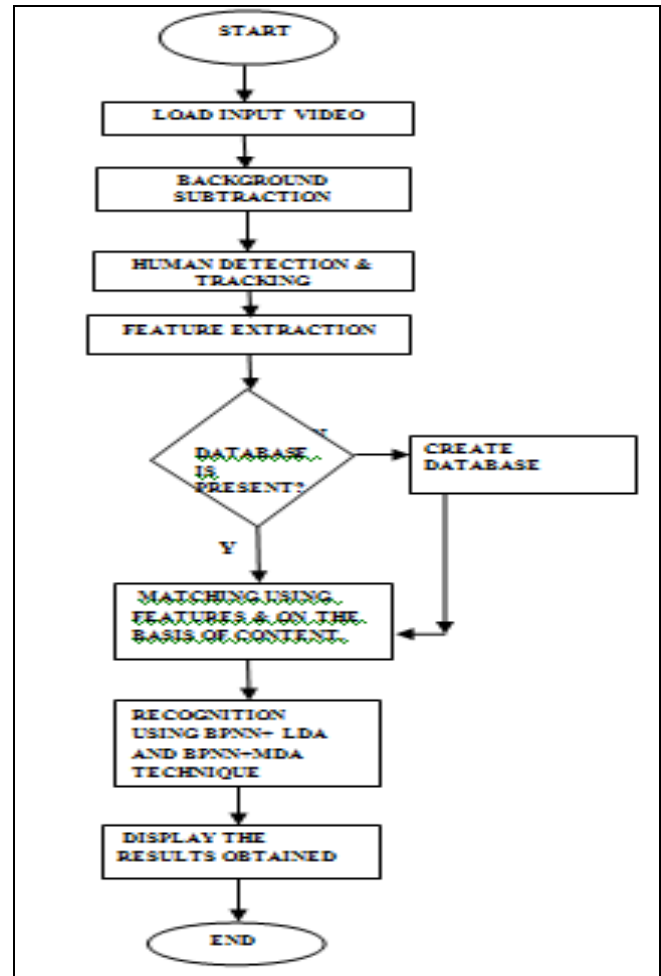 START
LOAD INPUT VIDEO
BACKGROUND
SUBTRACTION
HUMAN DETECTION &
TRACKING
FEATURE EXTRACTION
DATABASE
IS
PRESENT?
CREATE
DATABASE
Y
MATCHING USING
FEATURES & ON THE
BASIS OF CONTENT.
RECOGNITION
USING BPNN+ LDA
AND BPNN+MDA
TECHNIQUE
DISPLAY THE
RESULTS OBTAINED
END